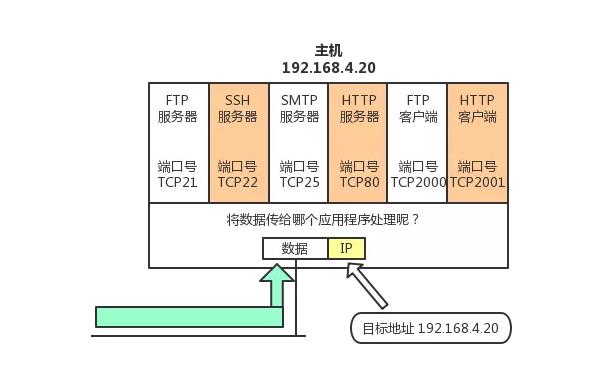 主机
192.168.4.20
FTP
服务器
端口号
TCP21
SSH
服务器
端口号
TCP22
SMTP
服务器
端口号
TCP25
HTTP
服务器
端口号
TCP80
FTP
客户端
端口号
TCP2000
HTTP
客户端
端口号
TCP2001
将数据传给哪个应用程序处理呢？
数据
IP
目标地址 192.168.4.20